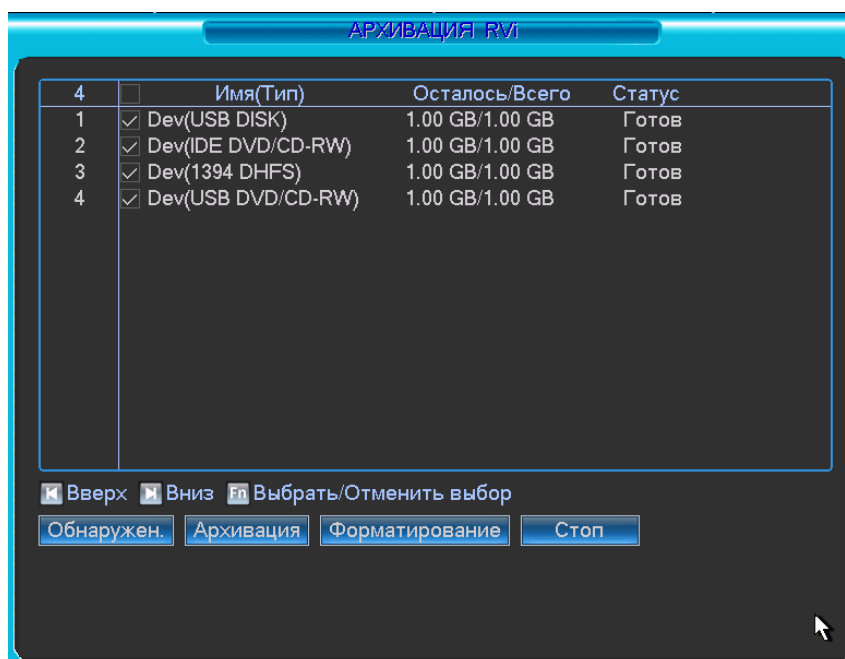 АРХИВАЦИЯ RVi
4 Имя(Тип) Осталось/Всего Статус
1 Dev(USB DISK) 1.00 GB/1.00 GB Готов
2 Dev(IDE DVD/CD-RW) 1.00 GB/1.00 GB Готов
3 Dev(1394 DHFS) 1.00 GB/1.00 GB Готов
4 Dev(USB DVD/CD-RW) 1.00 GB/1.00 GB Готов
Вверх Вниз Fn Выбрать/Отменить выбор
Обнаружен. Архивация Форматирование Стоп